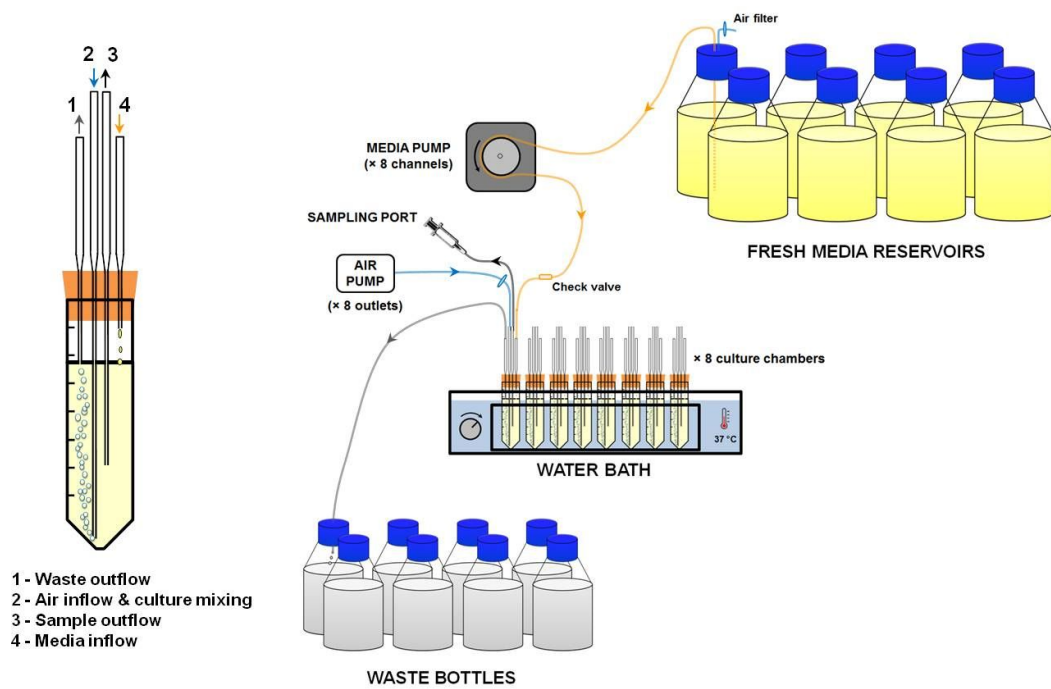 2
3
1
4
1 - Waste outflow
2 - Air inflow & culture mixing
3 - Sample outflow
4 - Media inflow
Air filter
MEDIA PUMP
(× 8 channels)
FRESH MEDIA RESERVOIRS
SAMPLING PORT
AIR
PUMP
(× 8 outlets)
Check valve
× 8 culture chambers
37 °C
WATER BATH
WASTE BOTTLES